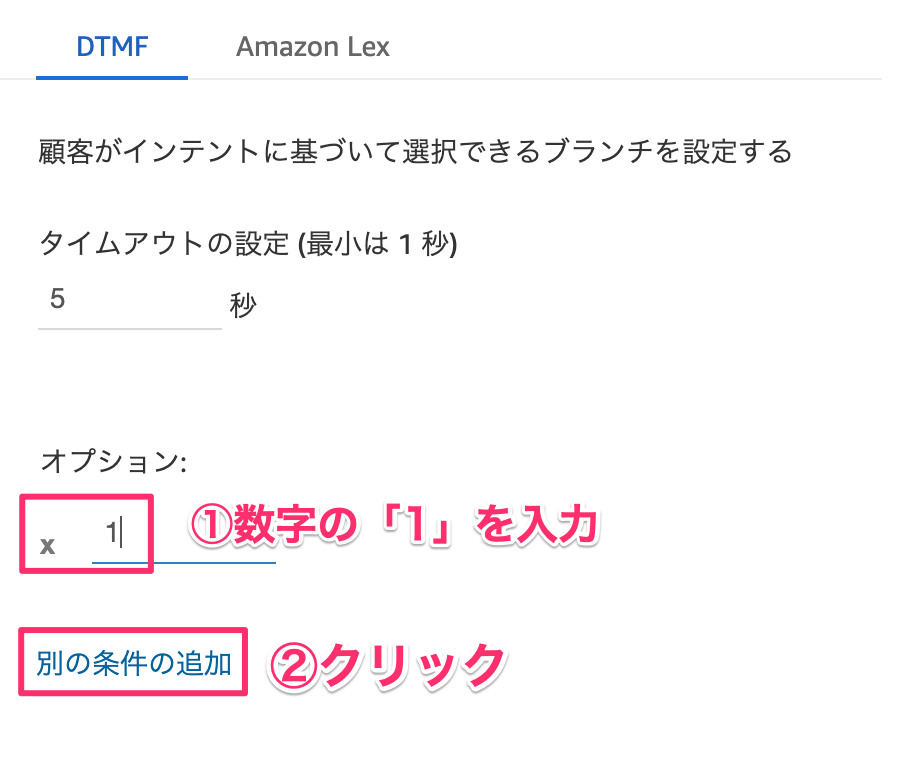 DTMF Amazon Lex
顧客がインテントに基づいて選択できるブランチを設定する
タイムアウトの設定 (最小は 1 秒)
5 秒
オプション:
x 1 ①数字の「1」を入力
別の条件の追加 ②クリック